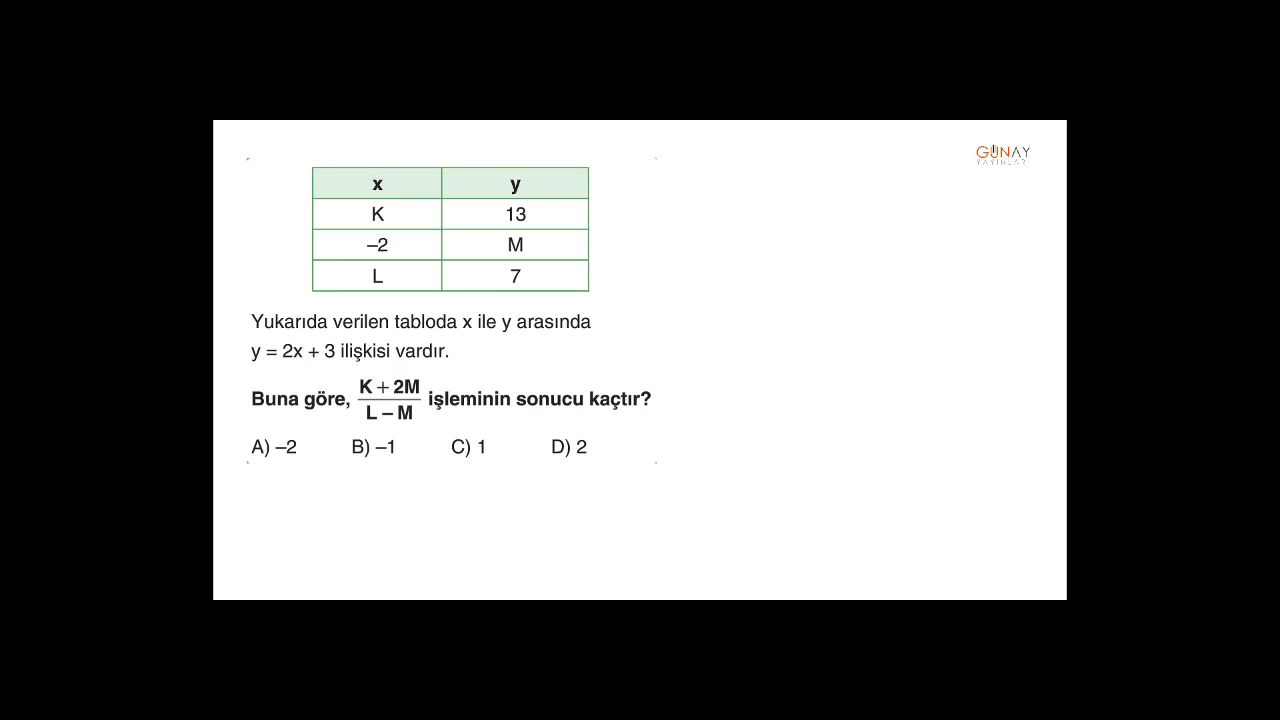 GÜNAY
YAYINLARI
x y
K 13
–2 M
L 7
Yukarıda verilen tabloda x ile y arasında
y = 2x + 3 ilişkisi vardır.
Buna göre, K + 2M / L – M işleminin sonucu kaçtır?
A) –2 B) –1 C) 1 D) 2